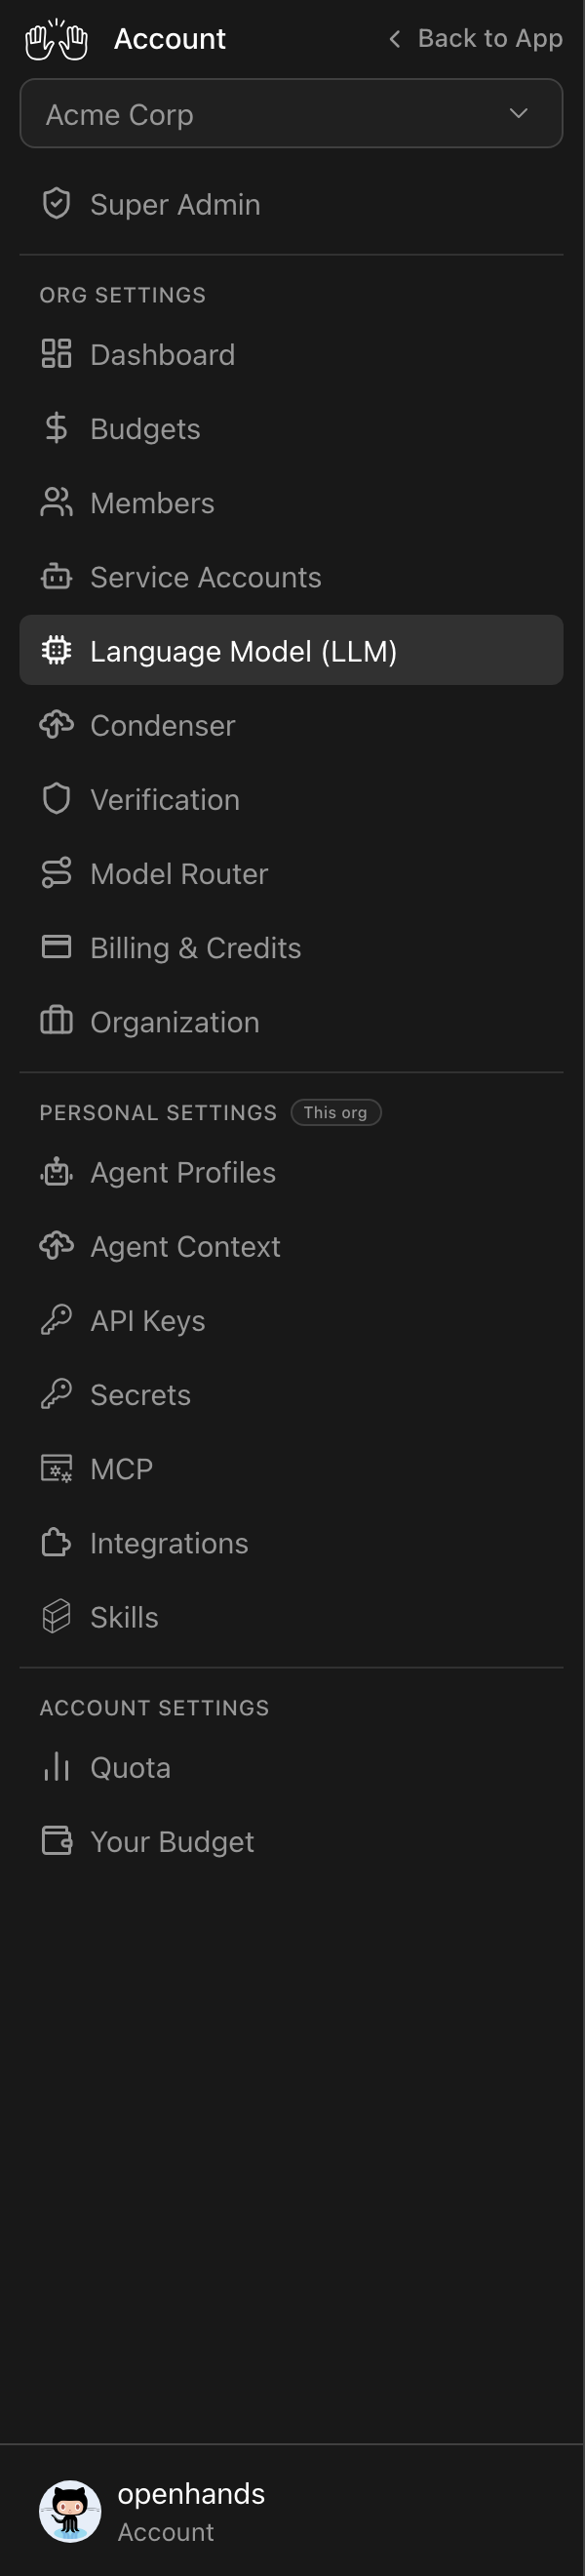 Account
Back to App
Acme Corp
Super Admin
ORG SETTINGS
Dashboard
Budgets
Members
Service Accounts
Language Model (LLM)
Condenser
Verification
Model Router
Billing & Credits
Organization
PERSONAL SETTINGS This org
Agent Profiles
Agent Context
API Keys
Secrets
MCP
Integrations
Skills
ACCOUNT SETTINGS
Quota
Your Budget
openhands
Account